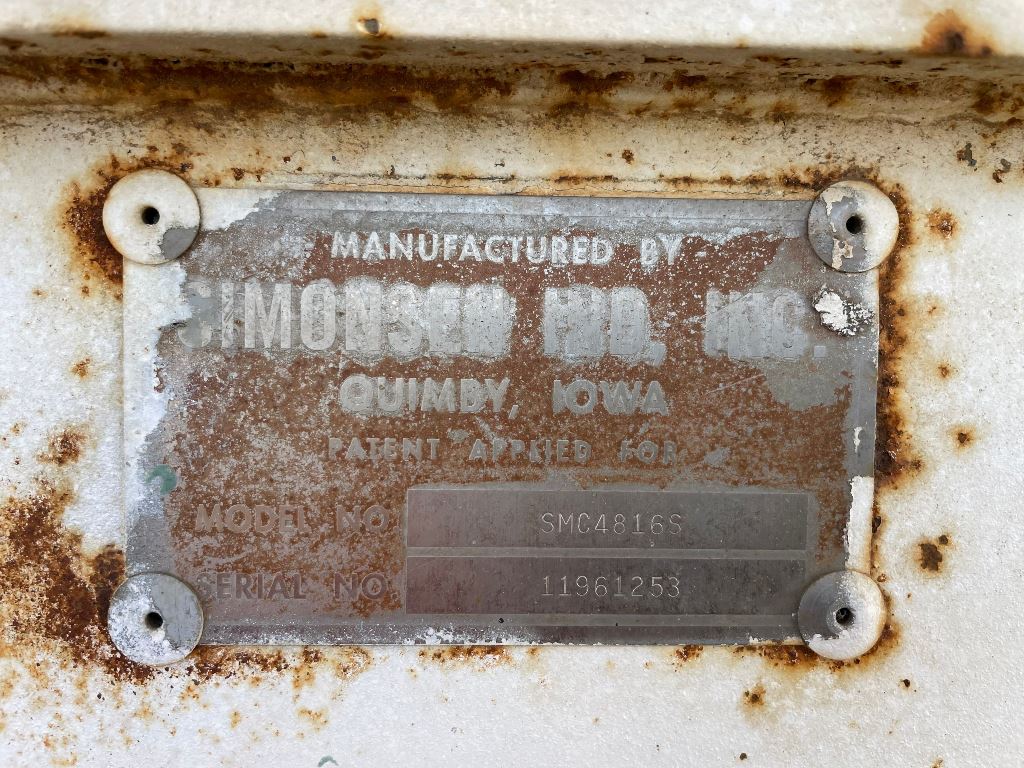 MANUFACTURED BY
SIMONSEN IND, INC.
QUIMBY, IOWA
PATENT APPLIED FOR
MODEL NO SMC4816S
SERIAL NO 11961253